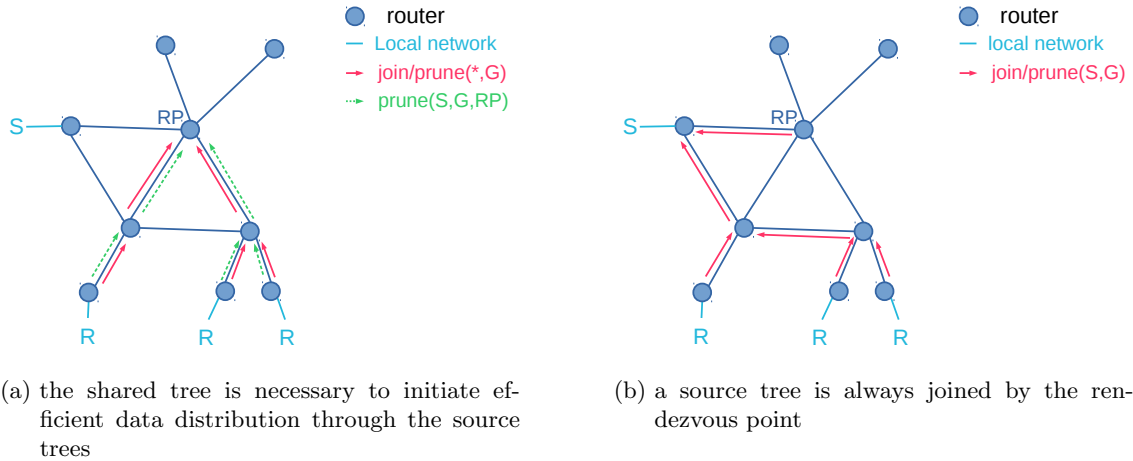 router
Local network
join/prune(*,G)
prune(S,G,RP)
RP
S
R
R
R
router
local network
join/prune(S,G)
RP
S
R
R
R
(a) the shared tree is necessary to initiate ef-
ficient data distribution through the source
trees
(b) a source tree is always joined by the ren-
dezvous point